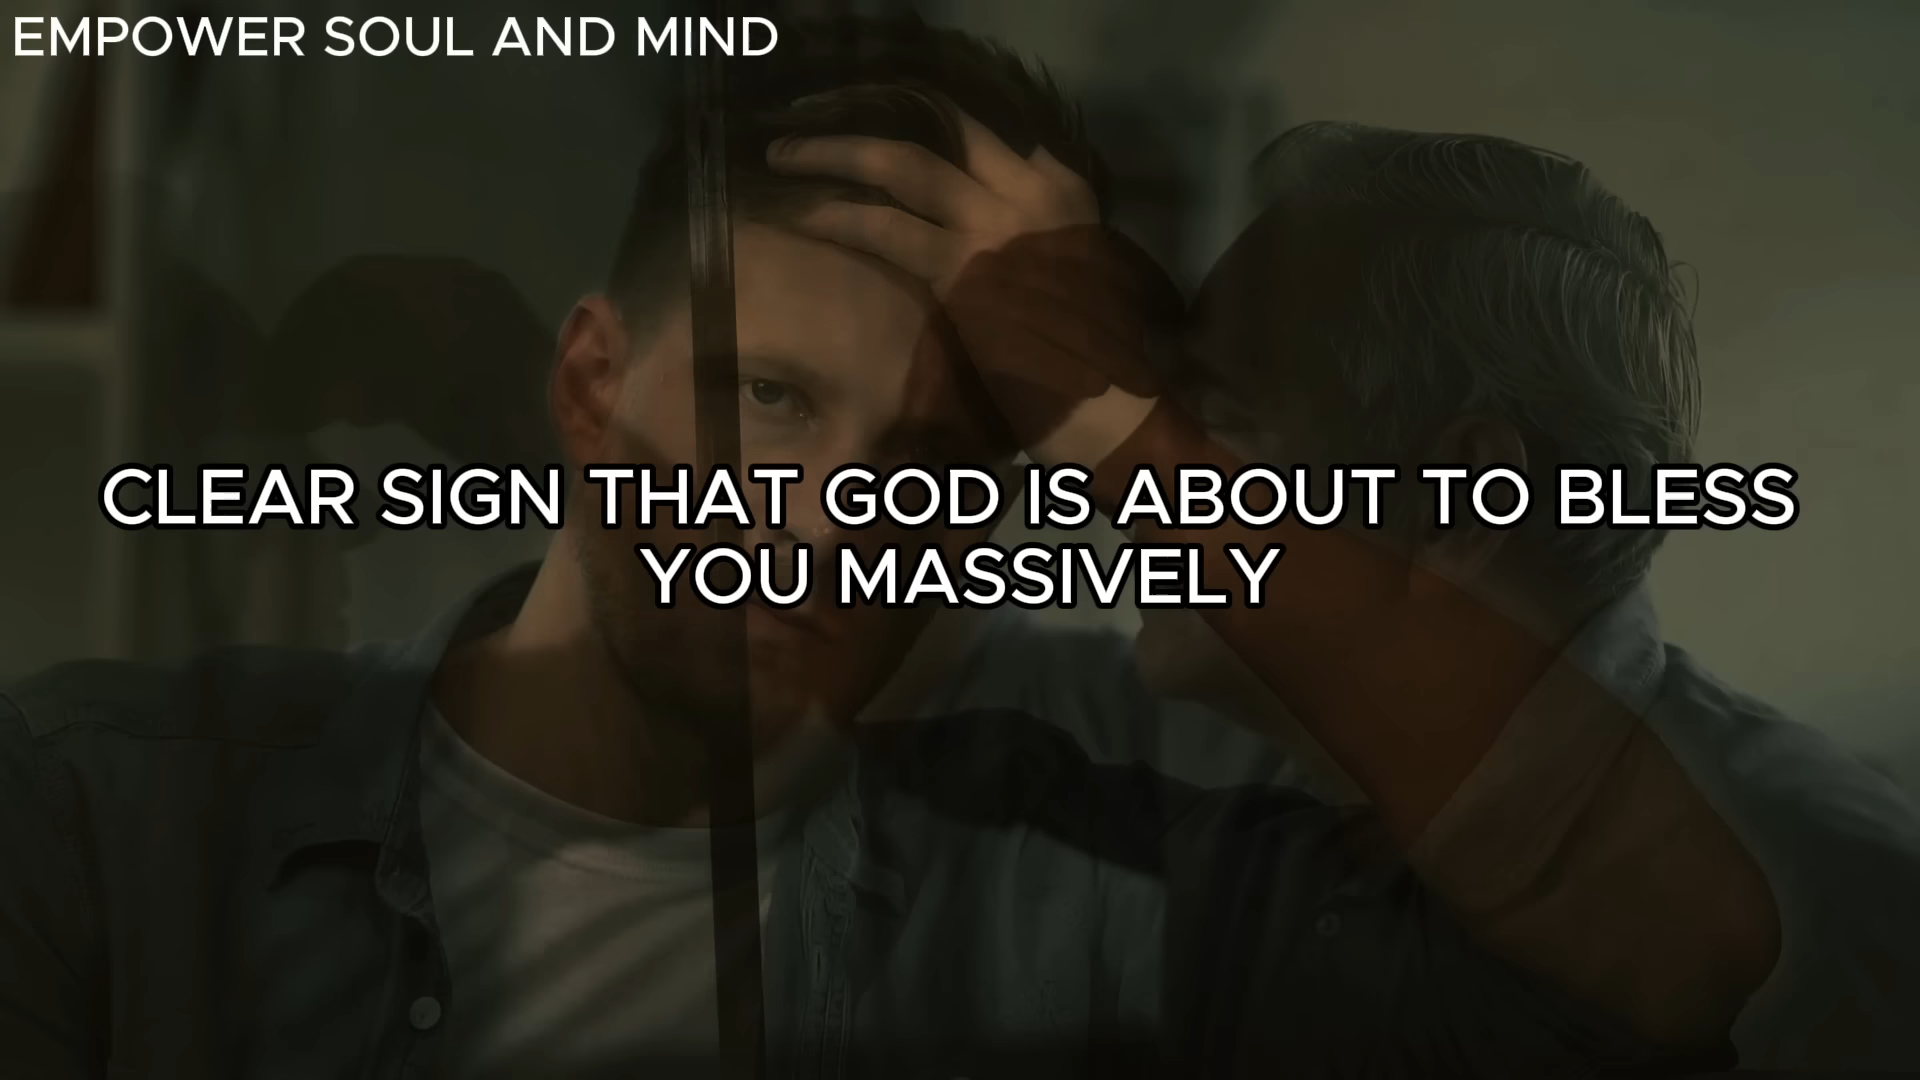 EMPOWER SOUL AND MIND
CLEAR SIGN THAT GOD IS ABOUT TO BLESS
YOU MASSIVELY